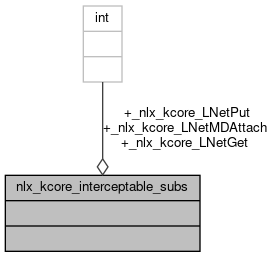 int
+_nlx_kcore_LNetPut
+_nlx_kcore_LNetMDAttach
+_nlx_kcore_LNetGet
nlx_kcore_interceptable_subs